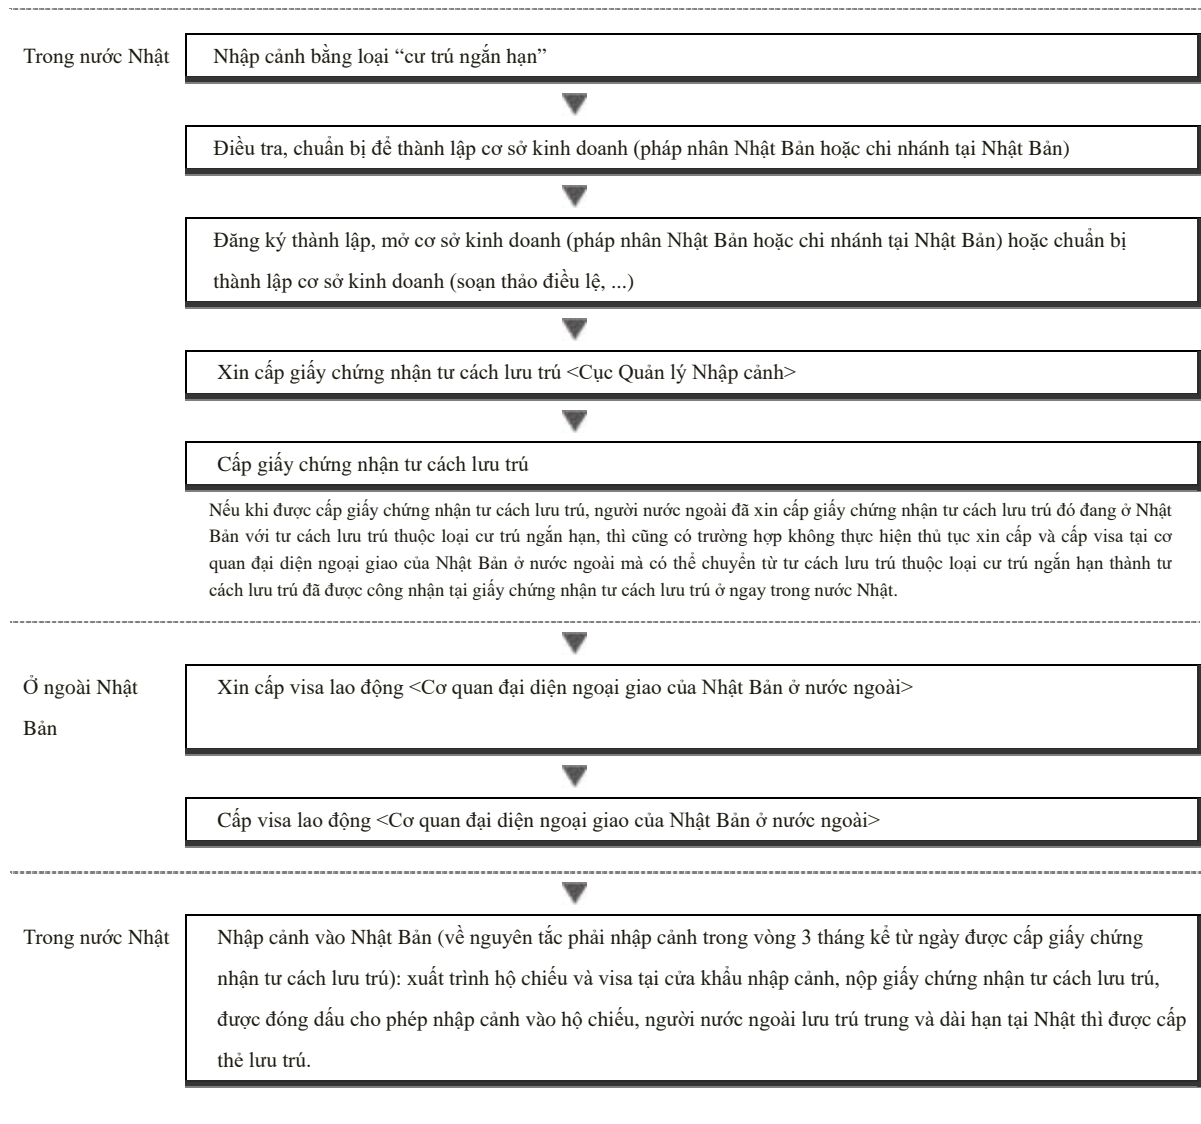 Trong nước Nhật
Nhập cảnh bằng loại “cư trú ngắn hạn”
Điều tra, chuẩn bị để thành lập cơ sở kinh doanh (pháp nhân Nhật Bản hoặc chi nhánh tại Nhật Bản)
Đăng ký thành lập, mở cơ sở kinh doanh (pháp nhân Nhật Bản hoặc chi nhánh tại Nhật Bản) hoặc chuẩn bị
thành lập cơ sở kinh doanh (soạn thảo điều lệ, ...)
Xin cấp giấy chứng nhận tư cách lưu trú <Cục Quản lý Nhập cảnh>
Cấp giấy chứng nhận tư cách lưu trú
Nếu khi được cấp giấy chứng nhận tư cách lưu trú, người nước ngoài đã xin cấp giấy chứng nhận tư cách lưu trú đó đang ở Nhật
Bản với tư cách lưu trú thuộc loại cư trú ngắn hạn, thì cũng có trường hợp không thực hiện thủ tục xin cấp và cấp visa tại cơ
quan đại diện ngoại giao của Nhật Bản ở nước ngoài mà có thể chuyển từ tư cách lưu trú thuộc loại cư trú ngắn hạn thành tư
cách lưu trú đã được công nhận tại giấy chứng nhận tư cách lưu trú ở ngay trong nước Nhật.
Ở ngoài Nhật
Bản
Xin cấp visa lao động <Cơ quan đại diện ngoại giao của Nhật Bản ở nước ngoài>
Cấp visa lao động <Cơ quan đại diện ngoại giao của Nhật Bản ở nước ngoài>
Trong nước Nhật
Nhập cảnh vào Nhật Bản (về nguyên tắc phải nhập cảnh trong vòng 3 tháng kể từ ngày được cấp giấy chứng
nhận tư cách lưu trú): xuất trình hộ chiếu và visa tại cửa khẩu nhập cảnh, nộp giấy chứng nhận tư cách lưu trú,
được đóng dấu cho phép nhập cảnh vào hộ chiếu, người nước ngoài lưu trú trung và dài hạn tại Nhật thì được cấp
thẻ lưu trú.